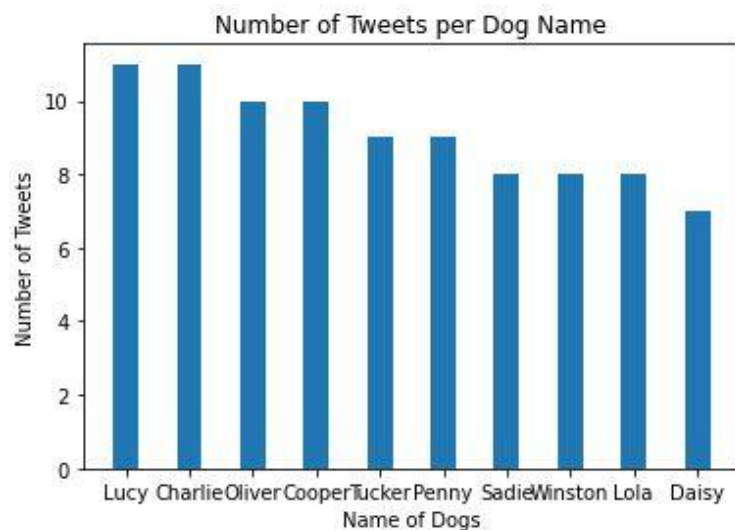 Number of Tweets per Dog Name
Number of Tweets
10
8
6
4
2
0
Lucy Charlie Oliver Cooper Tucker Penny Sadie Winston Lola Daisy
Name of Dogs